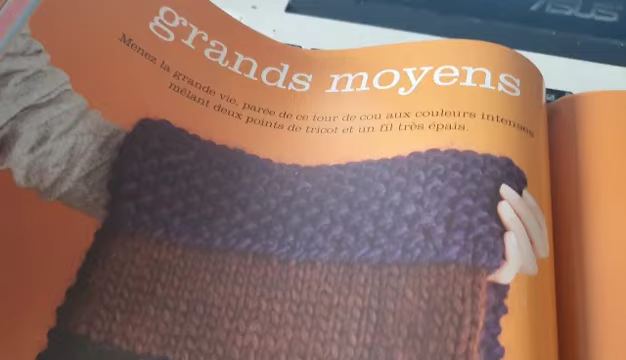 ASUS
grands moyens
Menez la grande vie, parée de ce tour de cou aux couleurs intenses
mêlant deux points de tricot et un fil très épais.